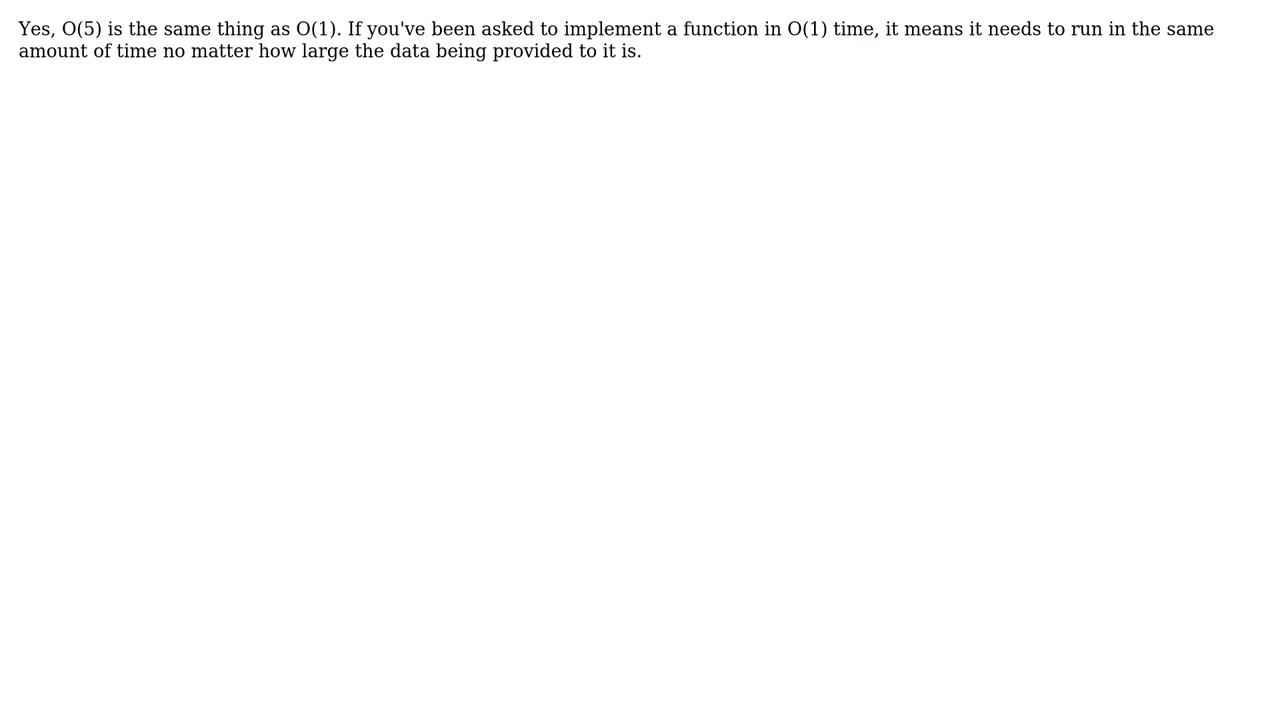 Yes, O(5) is the same thing as O(1). If you've been asked to implement a function in O(1) time, it means it needs to run in the same
amount of time no matter how large the data being provided to it is.